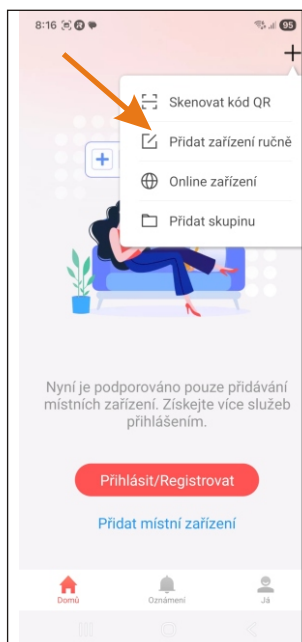 8:16
95
Skenovat kód QR
Přidat zařízení ručně
Online zařízení
Přidat skupinu
Nyní je podporováno pouze přidávání
místních zařízení. Získejte více služeb
přihlášením.
Přihlásit/Registrovat
Přidat místní zařízení
Domů
Oznámení
Já